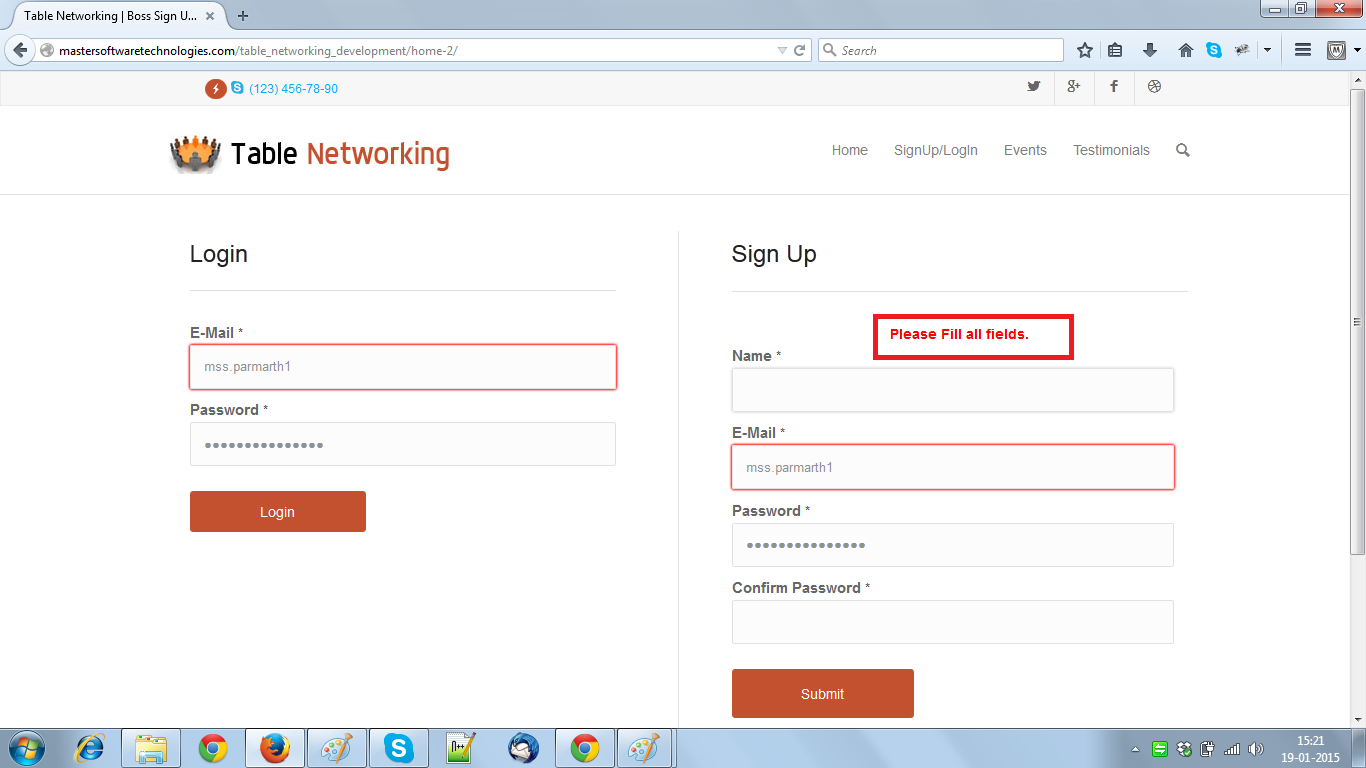 Table Networking | Boss Sign U...
mastersoftwaretechnologies.com/table_networking_development/home-2/
Search
(123) 456-78-90
Table Networking
Home SignUp/LogIn Events Testimonials
Login
E-Mail *
mss.parmarth1
Password *
Login
Sign Up
Please Fill all fields.
Name *
E-Mail *
mss.parmarth1
Password *
Confirm Password *
Submit
15:21
19-01-2015